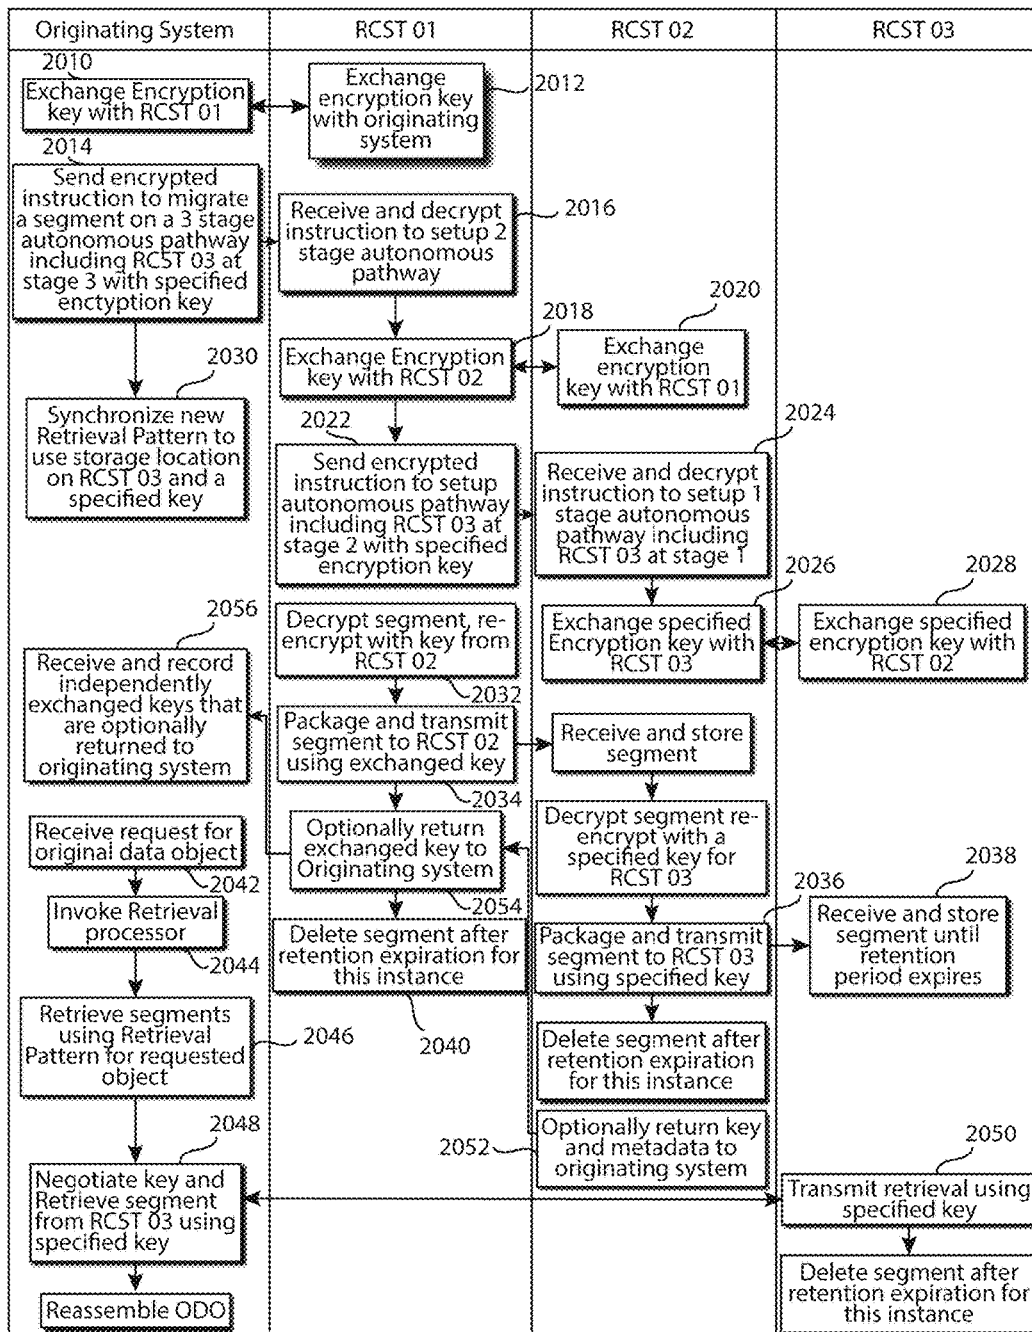 Originating System
RCST 01
RCST 02
RCST 03
2010
Exchange Encryption
key with RCST 01
Exchange
encryption key
with originating
system
2012
2014
Send encrypted
instruction to migrate
a segment on a 3 stage
autonomous pathway
including RCST 03 at
stage 3 with specified
enctyption key
Receive and decrypt
instruction to setup 2
stage autonomous
pathway
2016
2018
Exchange Encryption
key with RCST 02
2020
Exchange
encryption
key with RCST 01
2030
Synchronize new
Retrieval Pattern to
use storage location
on RCST 03 and a
specified key
2022
Send encrypted
instruction to setup
autonomous pathway
including RCST 03 at
stage 2 with specified
encryption key
2024
Receive and decrypt
instruction to setup 1
stage autonomous
pathway including
RCST 03 at stage 1
2026
Exchange specified
Encryption key with
RCST 03
2028
Exchange specified
encryption key with
RCST 02
2056
Receive and record
independently
exchanged keys that
are optionally
returned to
originating system
Decrypt segment, re-
encrypt with key from
RCST 02
2032
Package and transmit
segment to RCST 02
using exchanged key
2034
Receive and store
segment
Optionally return
exchanged key to
Originating system
2054
Decrypt segment re-
encrypt with a
specified key for
RCST 03
2036
Package and transmit
segment to RCST 03
using specified key
2038
Receive and store
segment until
retention
period expires
Receive request for
original data object
2042
Invoke Retrieval
processor
2044
Delete segment after
retention expiration for
this instance
2040
Retrieve segments
using Retrieval
Pattern for requested
object
2046
Delete segment after
retention expiration
for this instance
2048
Negotiate key and
Retrieve segment
from RCST 03 using
specified key
2052
Optionally return key
and metadata to
originating system
2050
Transmit retrieval using
specified key
Delete segment after
retention expiration for
this instance
Reassemble ODO